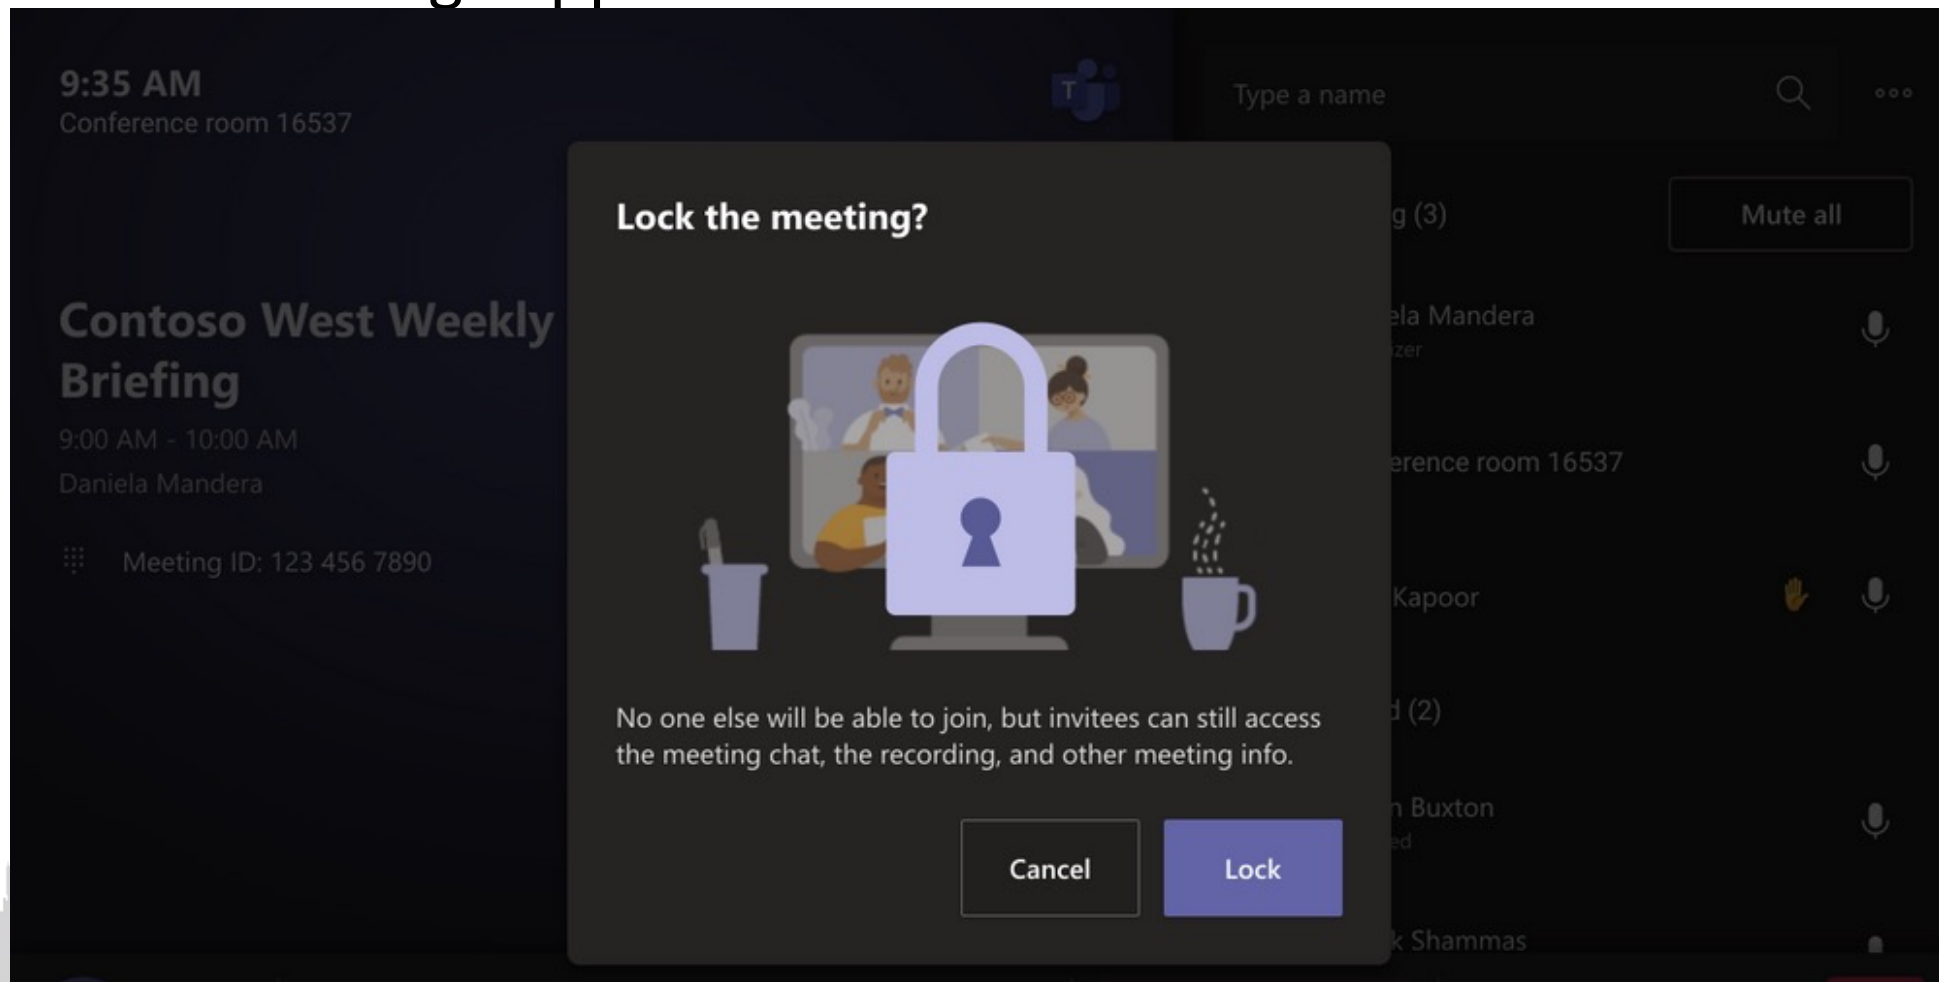 9:35 AM
Conference room 16537
T
Type a name
Lock the meeting?
g (3)
Mute all
Contoso West Weekly
Briefing
9:00 AM - 10:00 AM
Daniela Mandera
Meeting ID: 123 456 7890
ela Mandera
izer
erence room 16537
Kapoor
No one else will be able to join, but invitees can still access
the meeting chat, the recording, and other meeting info.
d (2)
n Buxton
ed
Cancel
Lock
k Shammas